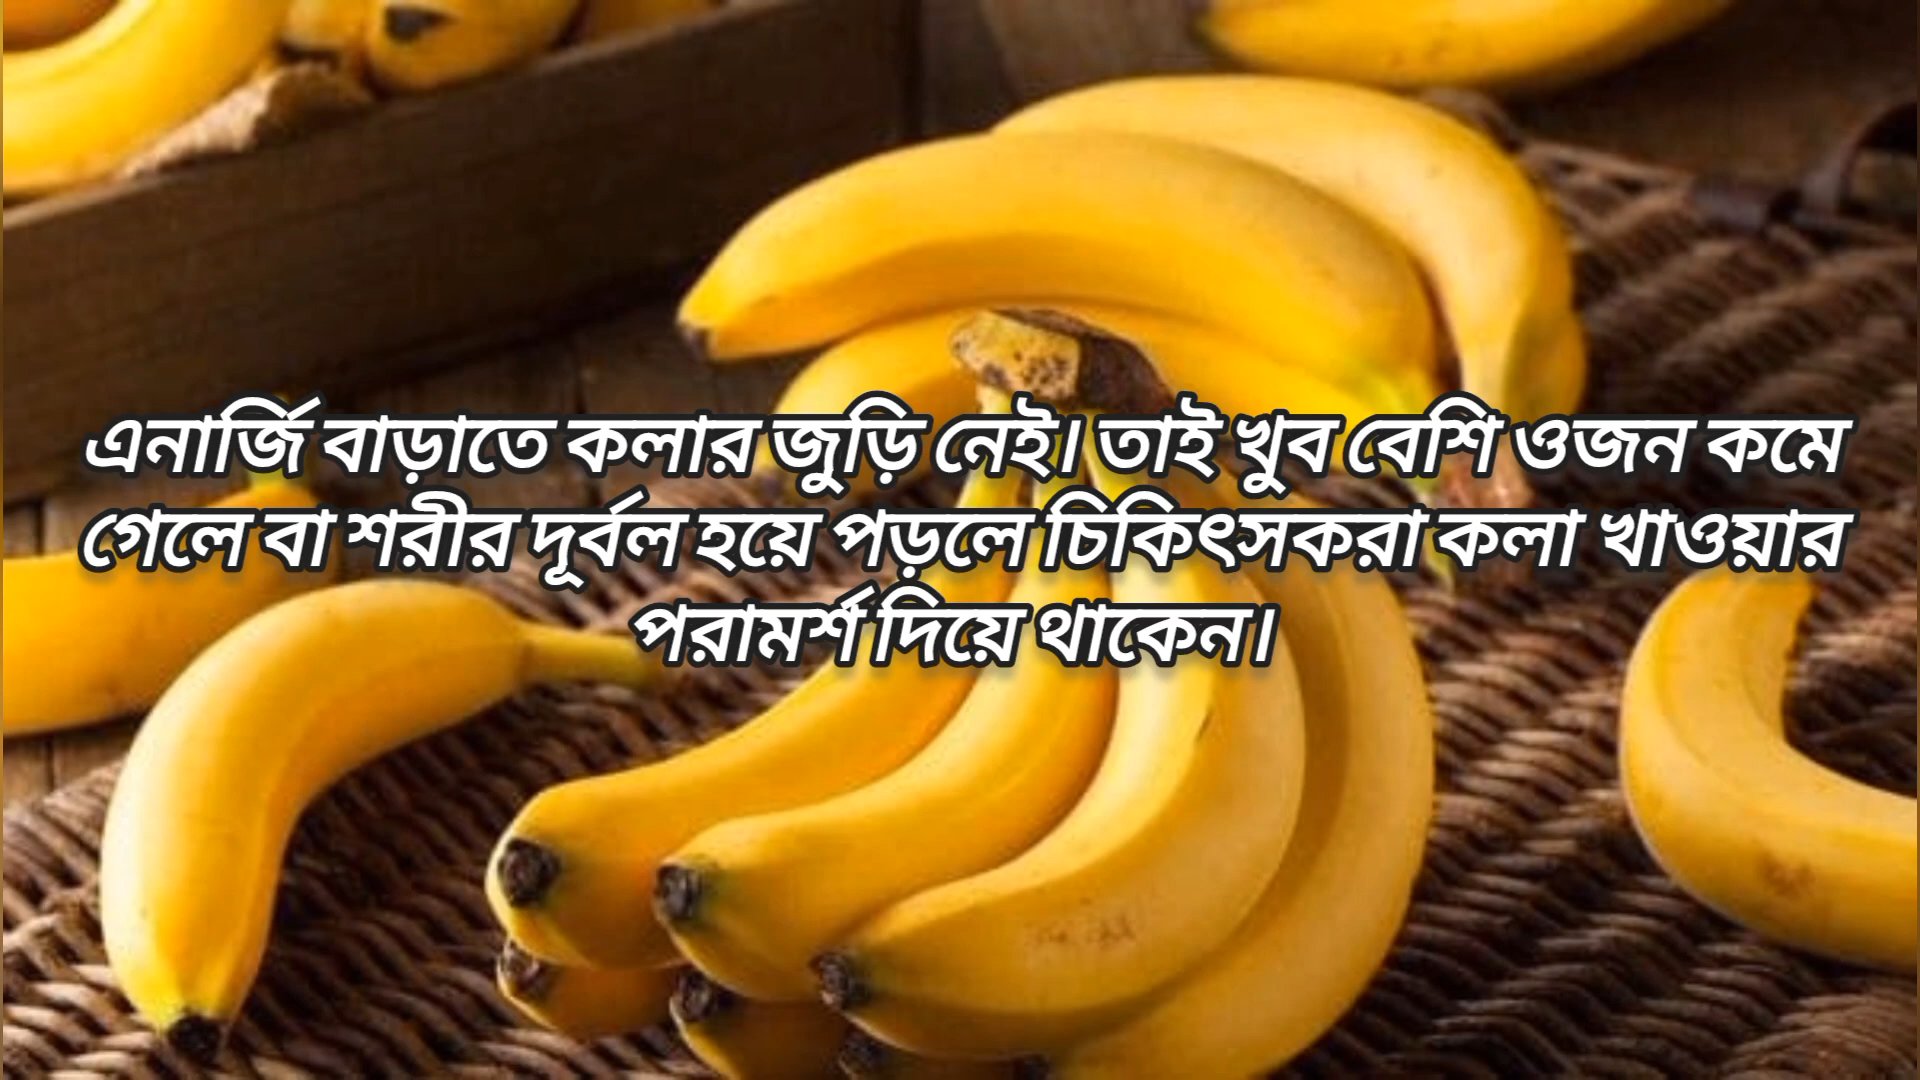 এনার্জি বাড়াতে কলার জুড়ি নেই। তাই খুব বেশি ওজন কমে
গেলে বা শরীর দূর্বল হয়ে পড়লে চিকিৎসকরা কলা খাওয়ার
পরামর্শ দিয়ে থাকেন।